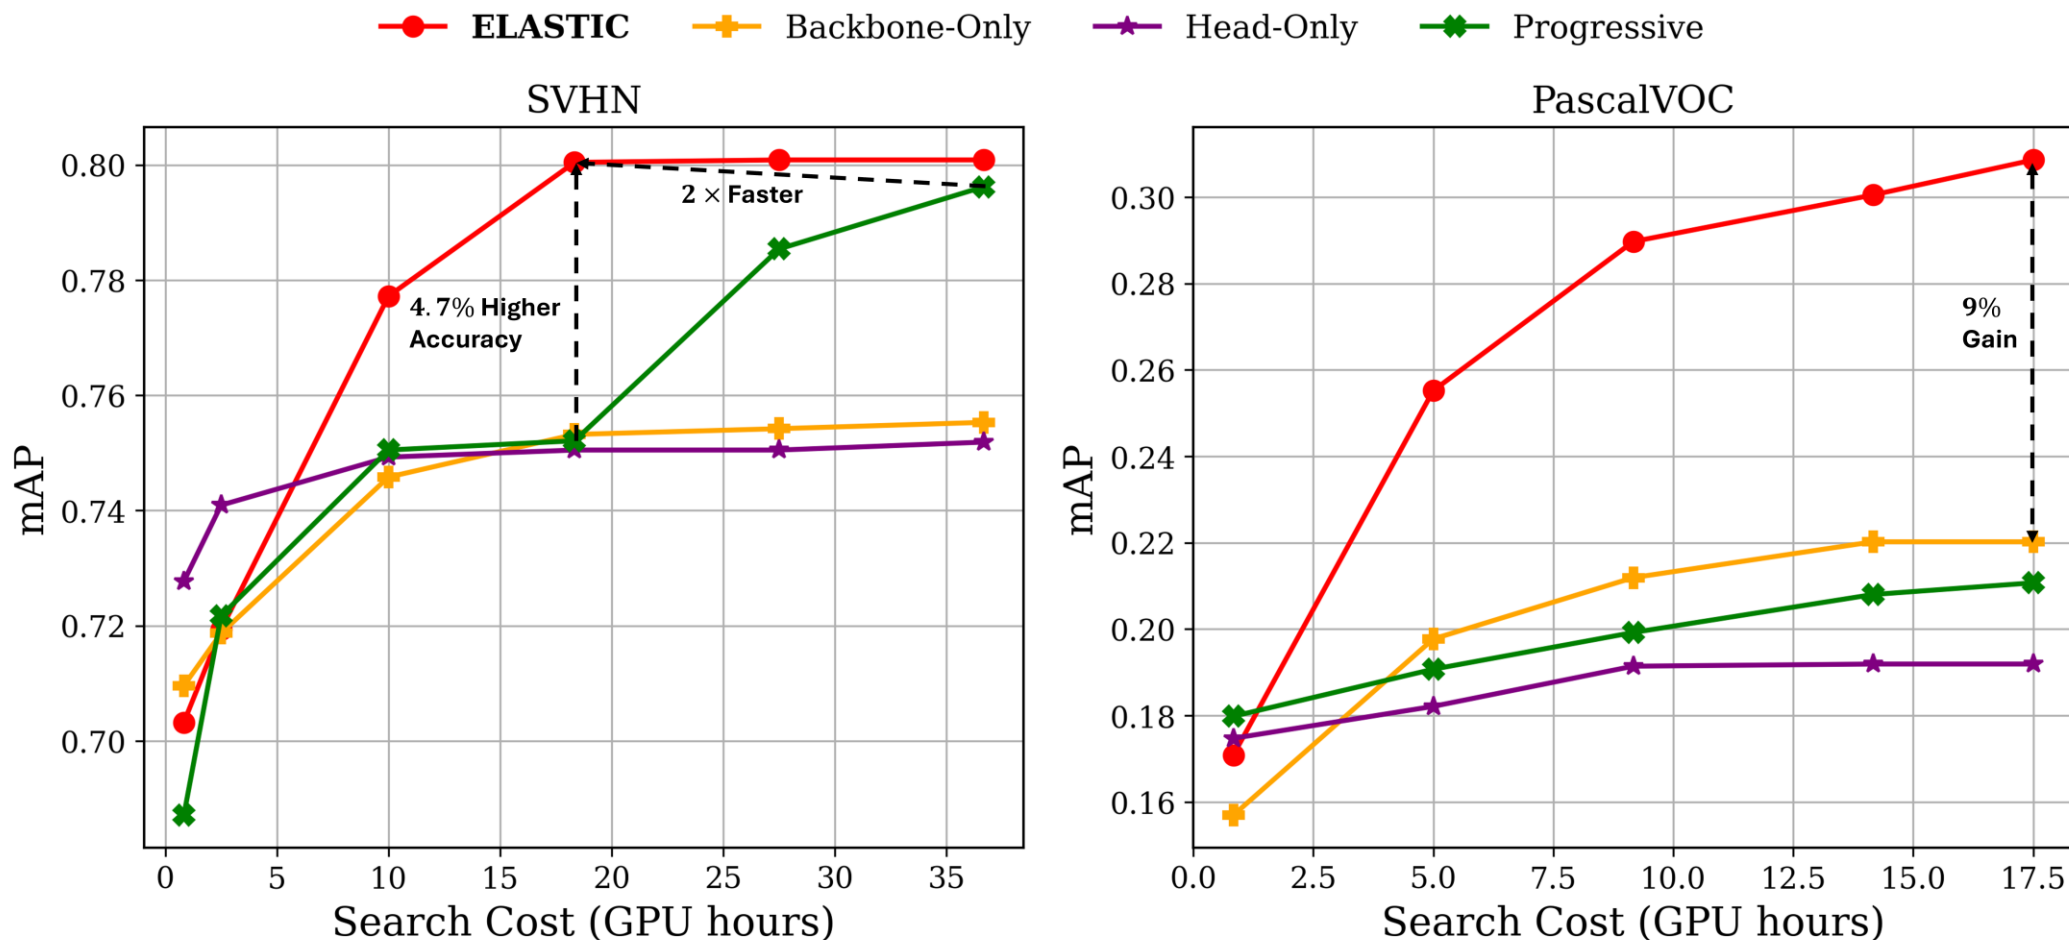 ELASTIC Backbone-Only Head-Only Progressive
SVHN
mAP
0.80
0.78
0.76
0.74
0.72
0.70
2 × Faster
4.7% Higher
Accuracy
0 5 10 15 20 25 30 35
Search Cost (GPU hours)
PascalVOC
mAP
0.30
0.28
0.26
0.24
0.22
0.20
0.18
0.16
9%
Gain
0.0 2.5 5.0 7.5 10.0 12.5 15.0 17.5
Search Cost (GPU hours)